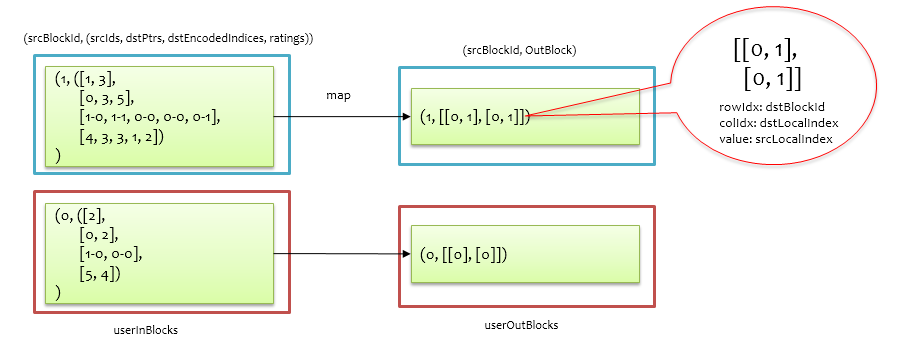 (srcBlockId, (srcIds, dstPtrs, dstEncodedIndices, ratings))
(1, ([1, 3],
[0, 3, 5],
[1-0, 1-1, 0-0, 0-0, 0-1],
[4, 3, 3, 1, 2])
)
map
(srcBlockId, OutBlock)
(1, [[0, 1], [0, 1]])
[[0, 1],
[0, 1]]
rowIdx: dstBlockId
colIdx: dstLocalIndex
value: srcLocalIndex
(0, ([2],
[0, 2],
[1-0, 0-0],
[5, 4])
)
(0, [[0], [0]])
userInBlocks
userOutBlocks